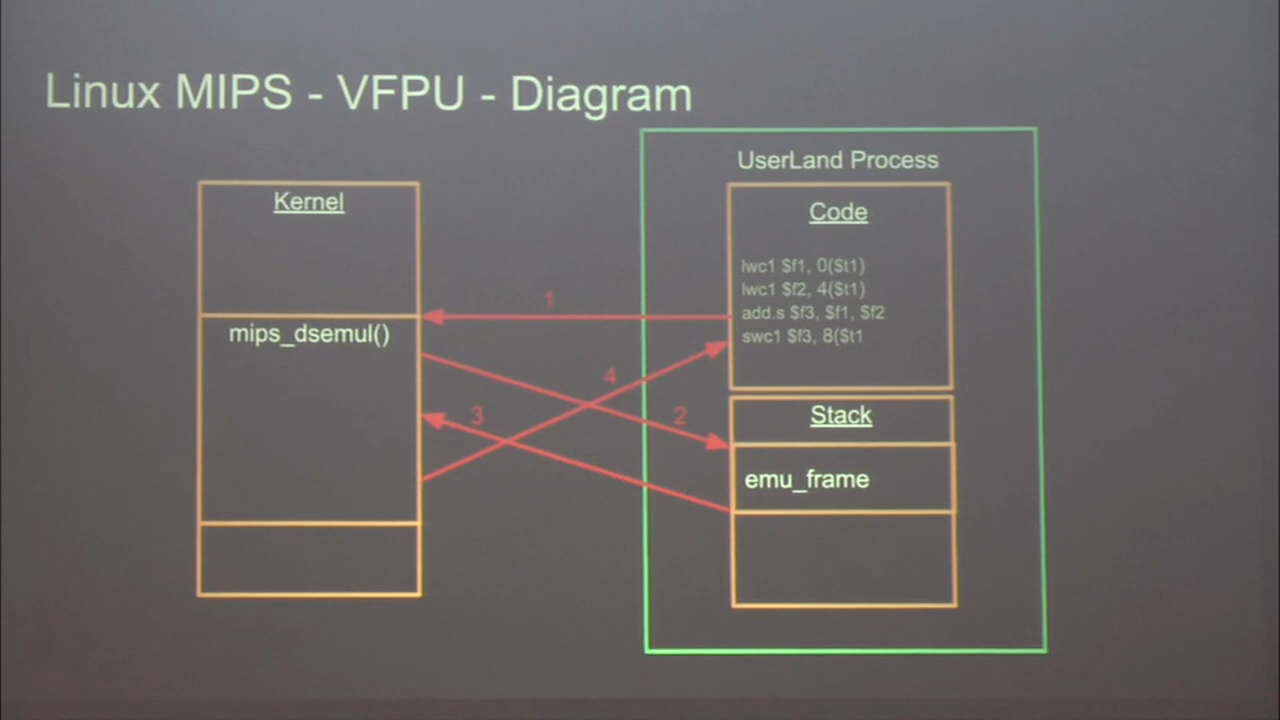 Linux MIPS - VFPU - Diagram
UserLand Process
Kernel
Code
lwc1 $f1, 0($t1)
lwc1 $f2, 4($t1)
add.s $f3, $f1, $f2
swc1 $f3, 8($t1
1
mips_dsemul()
4
3
2
Stack
emu_frame